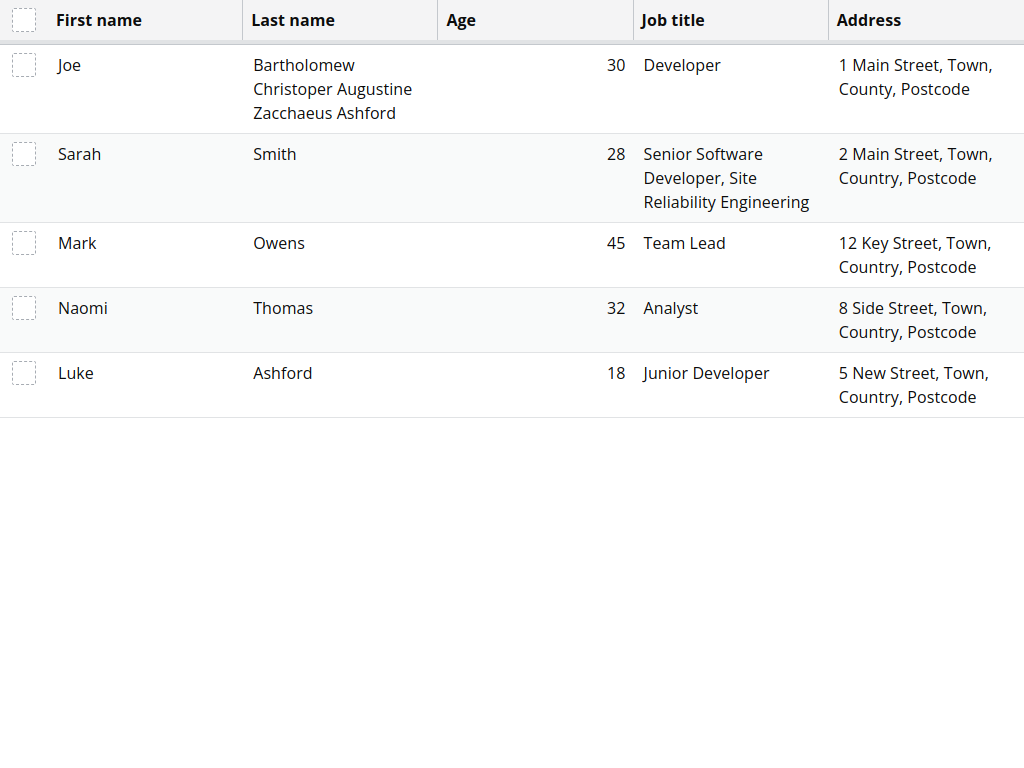 First name Last name Age Job title Address
Joe Bartholomew 30 Developer 1 Main Street, Town,
Christoper Augustine County, Postcode
Zacchaeus Ashford
Sarah Smith 28 Senior Software 2 Main Street, Town,
Developer, Site Country, Postcode
Reliability Engineering
Mark Owens 45 Team Lead 12 Key Street, Town,
Country, Postcode
Naomi Thomas 32 Analyst 8 Side Street, Town,
Country, Postcode
Luke Ashford 18 Junior Developer 5 New Street, Town,
Country, Postcode